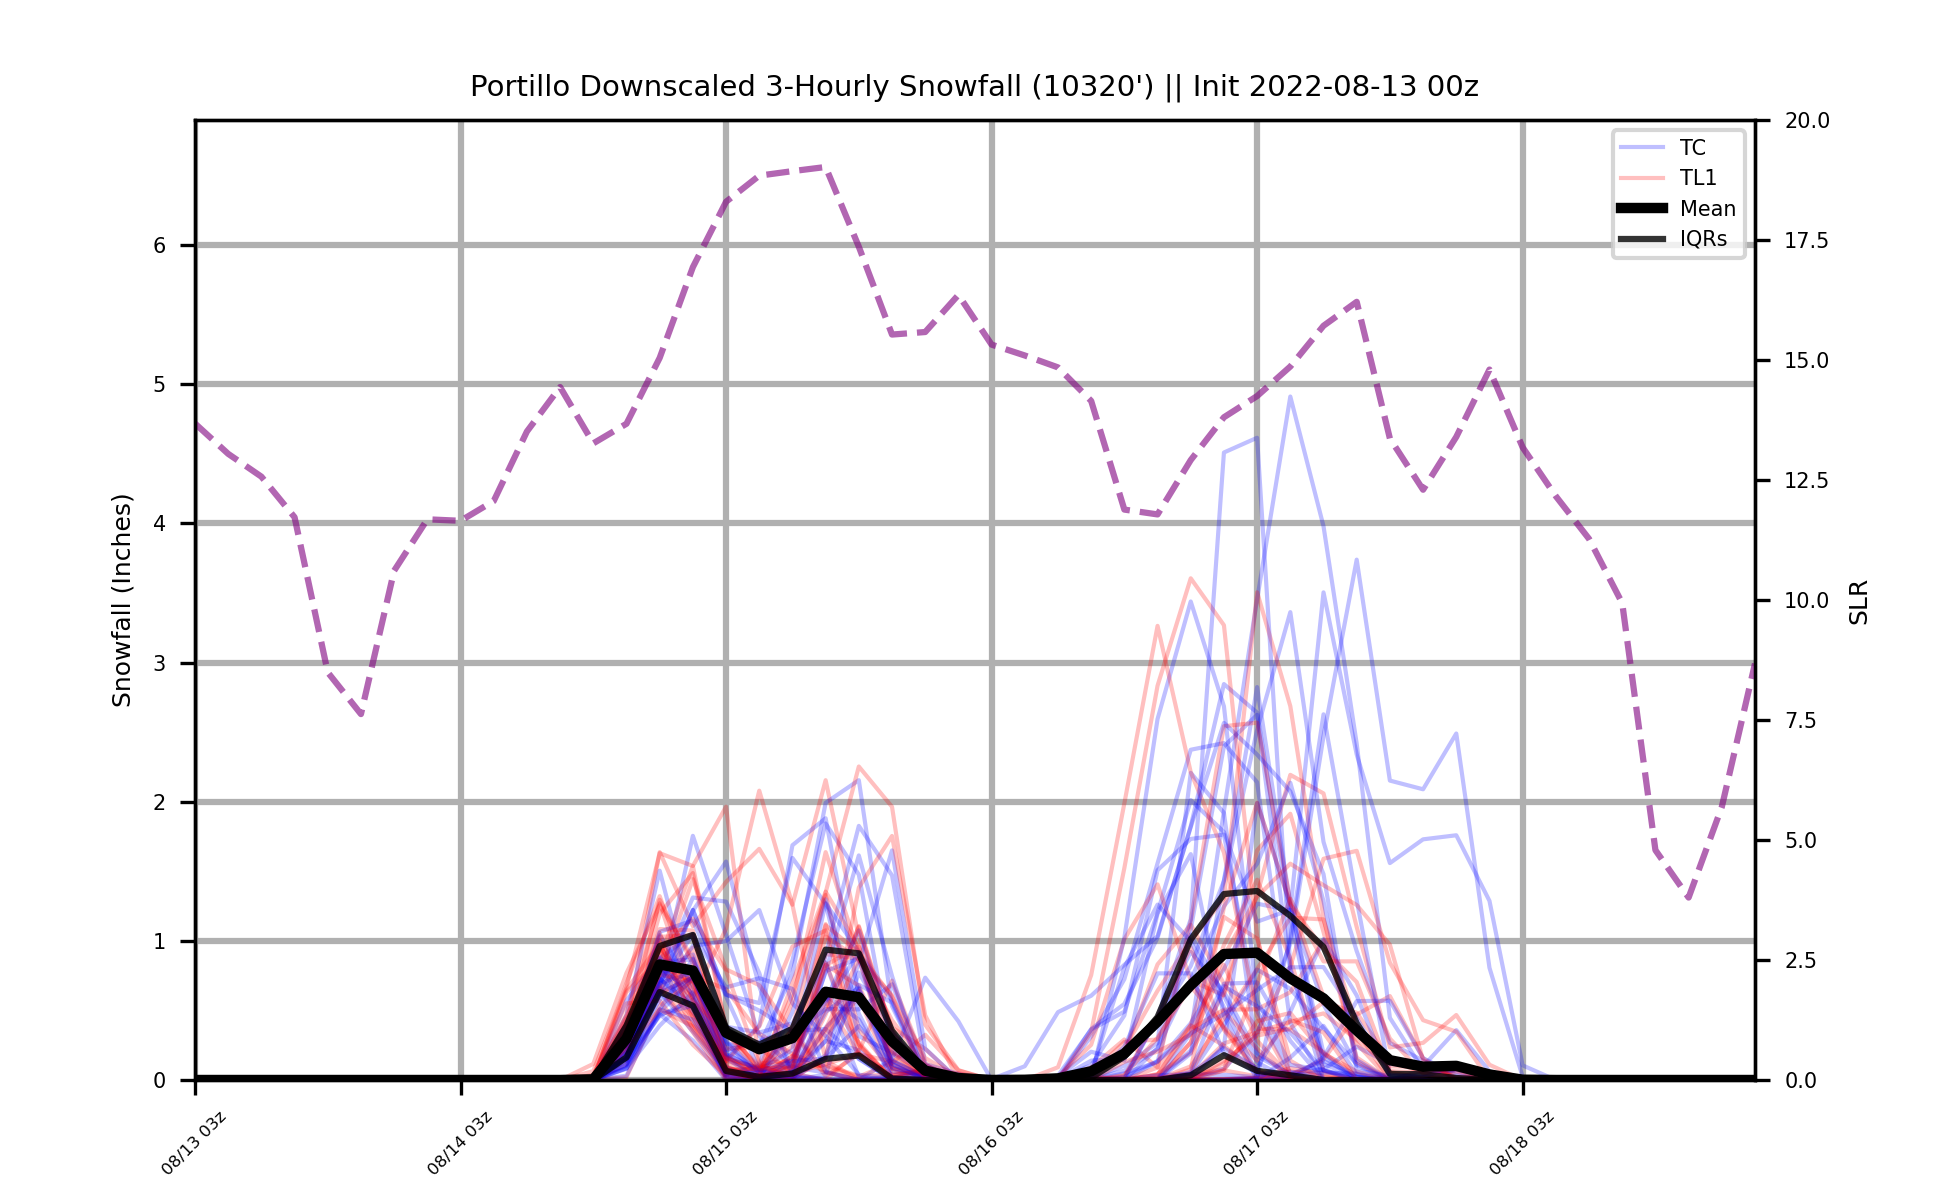 Portillo Downscaled 3-Hourly Snowfall (10320') || Init 2022-08-13 00z
TC
TL1
Mean
IQRs
Snowfall (Inches)
6
5
4
3
2
1
0
20.0
17.5
15.0
12.5
10.0
7.5
5.0
2.5
0.0
SLR
08/13 03z
08/14 03z
08/15 03z
08/16 03z
08/17 03z
08/18 03z